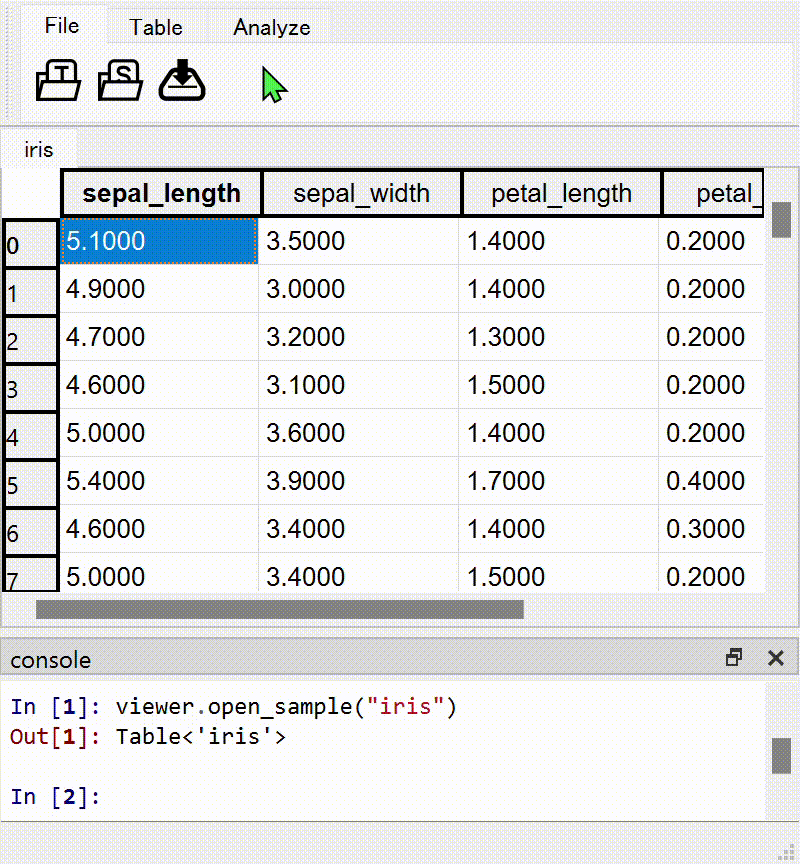 File Table Analyze
T S
iris
sepal_length sepal_width petal_length petal_
0 5.1000 3.5000 1.4000 0.2000
1 4.9000 3.0000 1.4000 0.2000
2 4.7000 3.2000 1.3000 0.2000
3 4.6000 3.1000 1.5000 0.2000
4 5.0000 3.6000 1.4000 0.2000
5 5.4000 3.9000 1.7000 0.4000
6 4.6000 3.4000 1.4000 0.3000
7 5.0000 3.4000 1.5000 0.2000
console
In [1]: viewer.open_sample("iris")
Out[1]: Table<'iris'>
In [2]: